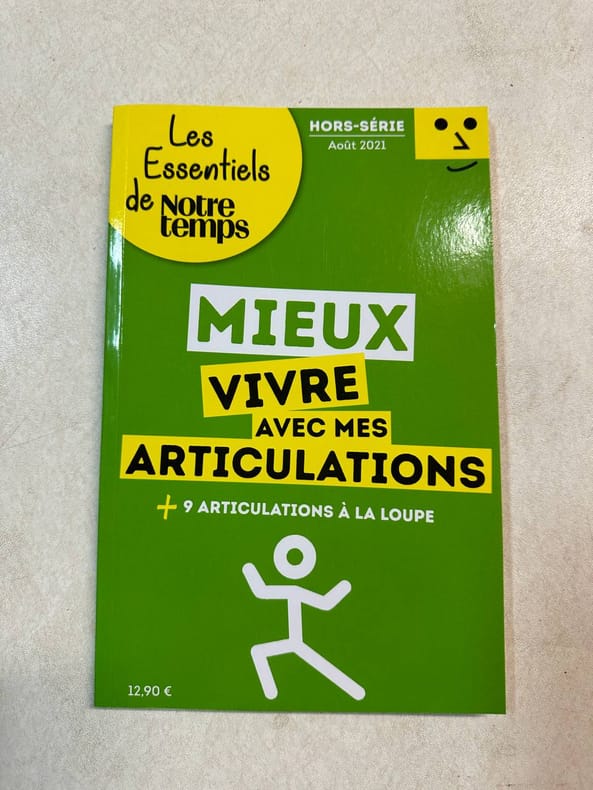 Les
Essentiels
de Notre
temps
HORS-SÉRIE
Août 2021
MIEUX
VIVRE
AVEC MES
ARTICULATIONS
+ 9 ARTICULATIONS À LA LOUPE
12,90 €